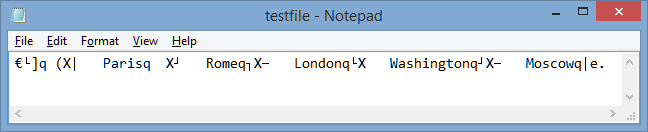 testfile - Notepad
File Edit Format View Help
€└]q (X|   Parisq  X┘   Romeq┐X─   Londonq└X   Washingtonq┘X─   Moscowq|e.